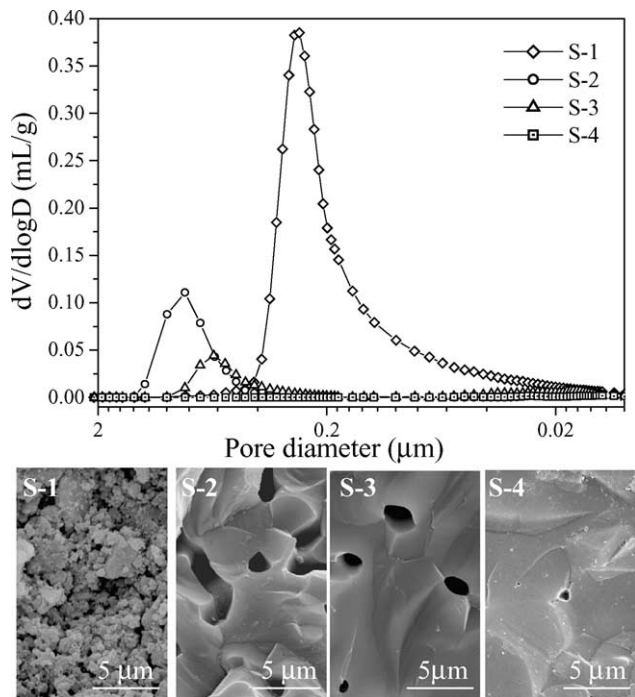 0.40
0.35
0.30
0.25
0.20
0.15
0.10
0.05
0.00
dV/dlogD (mL/g)
S-1
S-2
S-3
S-4
2
0.2
0.02
Pore diameter (μm)
S-1
S-2
S-3
S-4
5 μm
5 μm
5μm
5 μm